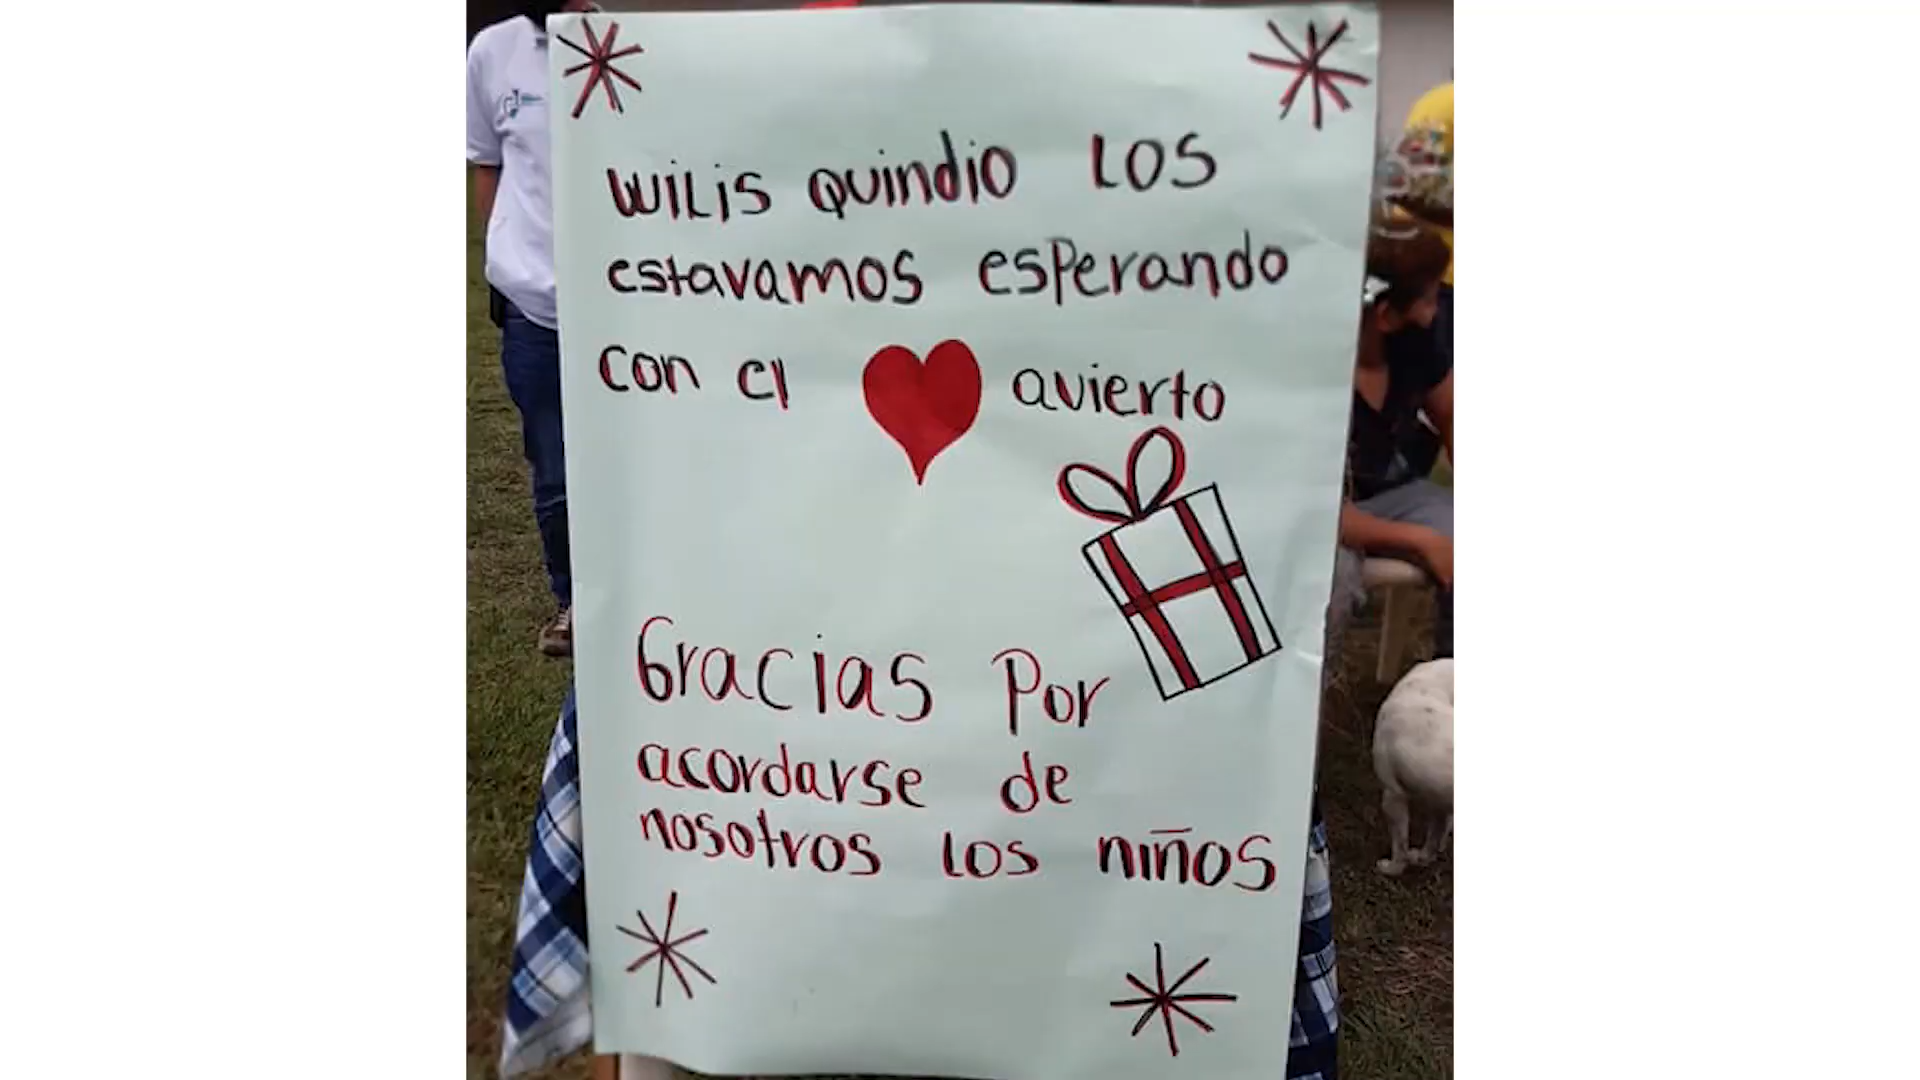 WILIS QUINDIO LOS
estavamos esperando
con el avierto
Gracias Por
acordarse de
nosotros Los niños